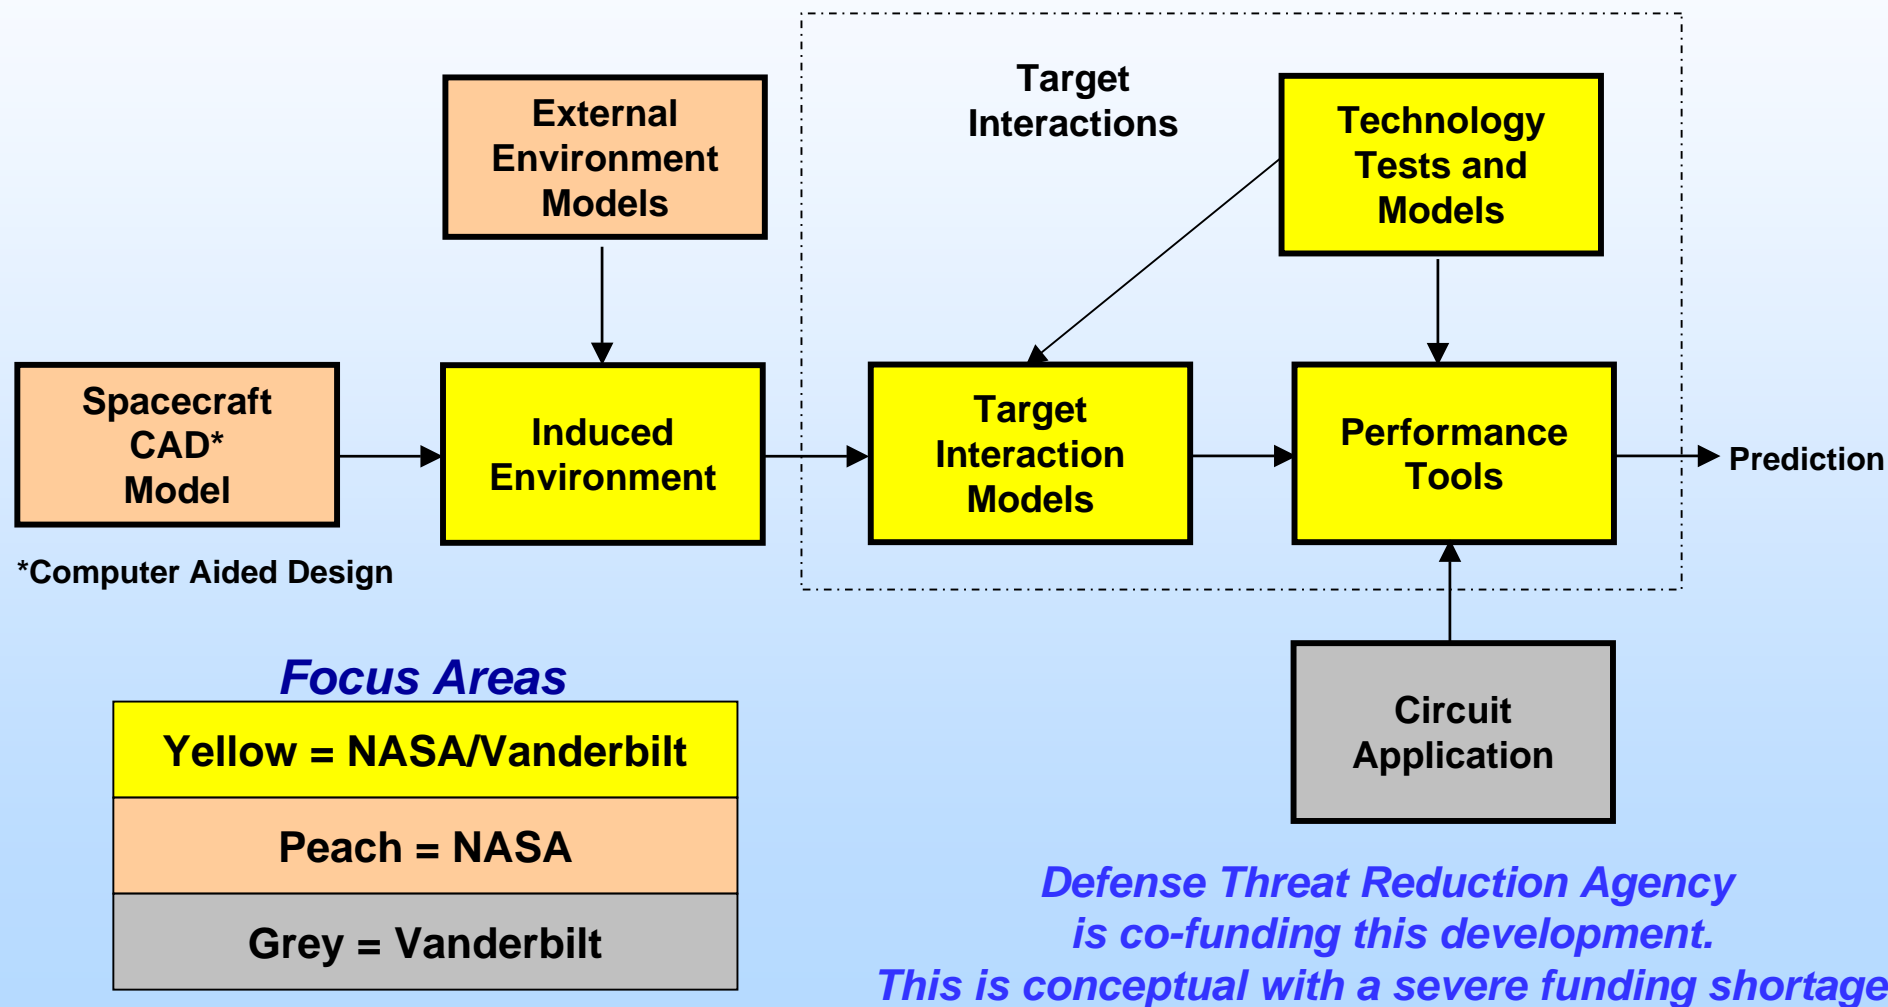 Target
Interactions
External
Environment
Models
Technology
Tests and
Models
Spacecraft
CAD*
Model
Induced
Environment
Target
Interaction
Models
Performance
Tools
Prediction
*Computer Aided Design
Circuit
Application
Focus Areas
Yellow = NASA/Vanderbilt
Peach = NASA
Grey = Vanderbilt
Defense Threat Reduction Agency
is co-funding this development.
This is conceptual with a severe funding shortage